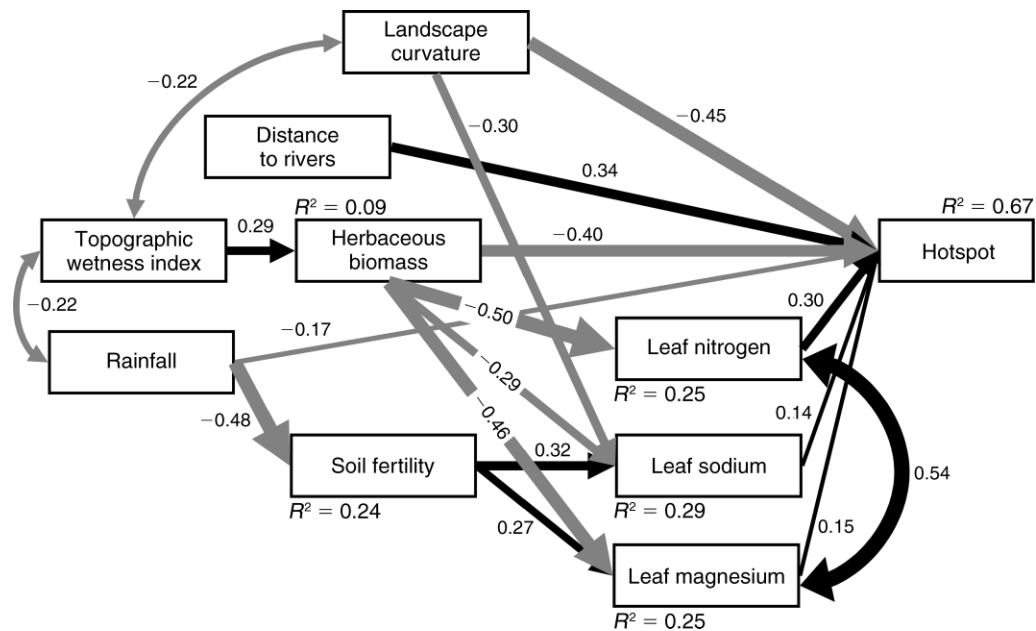 Landscape
curvature
−0.22
−0.30
−0.45
Distance
to rivers
0.34
R² = 0.09
R² = 0.67
Topographic
wetness index
0.29
Herbaceous
biomass
−0.40
Hotspot
−0.22
−0.50
0.30
−0.17
Rainfall
Leaf nitrogen
−0.29
R² = 0.25
−0.48
−0.46
0.14
Soil fertility
0.32
Leaf sodium
0.54
R² = 0.24
R² = 0.29
0.27
0.15
Leaf magnesium
R² = 0.25